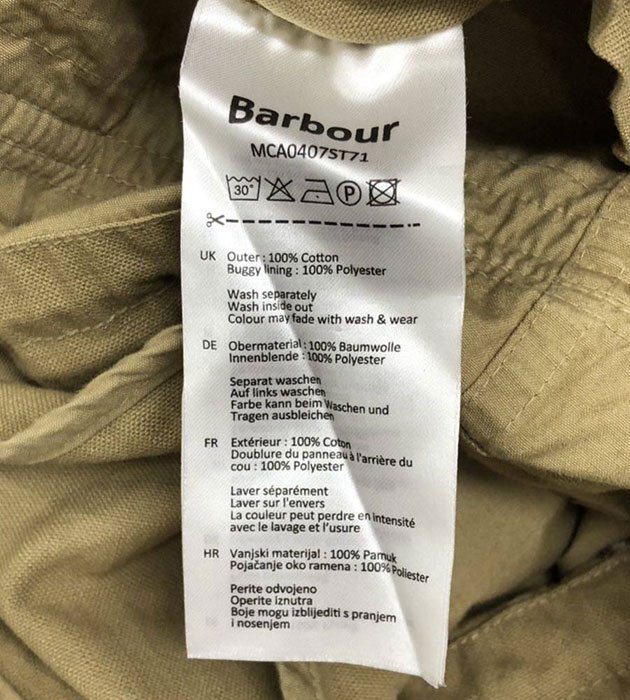 Barbour
MCA0407ST71
30°
P
UK Outer : 100% Cotton
Buggy lining : 100% Polyester
Wash separately
Wash inside out
Colour may fade with wash & wear
DE Obermaterial : 100% Baumwolle
Innenblende : 100% Polyester
Separat waschen
Auf links waschen
Farbe kann beim Waschen und
Tragen ausbleichen
FR Extérieur : 100% Coton
Doublure du panneau à l'arrière du
cou : 100% Polyester
Laver séparément
Laver sur l'envers
La couleur peut perdre en intensité
avec le lavage et l'usure
HR Vanjski materijal : 100% Pamuk
Pojačanje oko ramena : 100% Poliester
Perite odvojeno
Operite iznutra
Boje mogu izblijediti s pranjem
i nosenjem